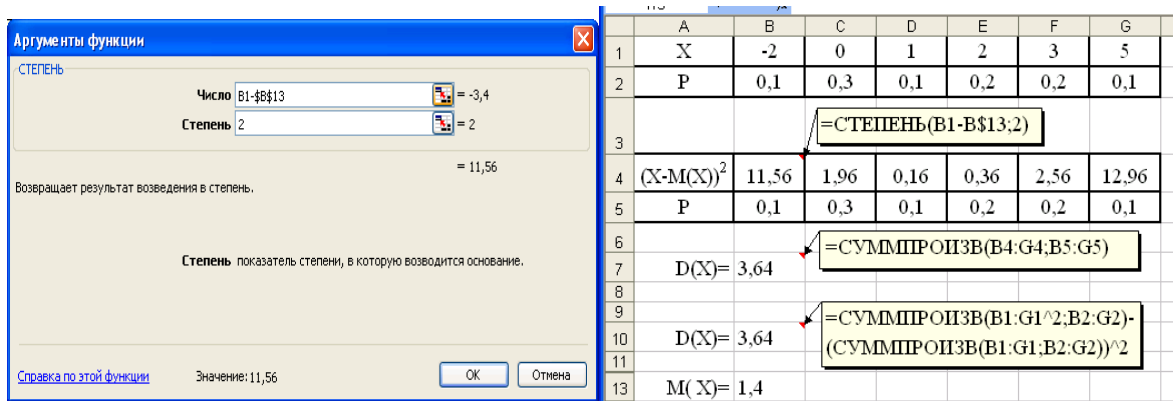 Аргументы функции
СТЕПЕНЬ
Число B1-$B$13 = -3,4
Степень 2 = 2
= 11,56
Возвращает результат возведения в степень.
Степень показатель степени, в которую возводится основание.
Справка по этой функции Значение:11,56 ОК Отмена
A B C D E F G
1 X -2 0 1 2 3 5
2 P 0,1 0,3 0,1 0,2 0,2 0,1
=СТЕПЕНЬ(B1-B$13;2)
3
4 (X-M(X))² 11,56 1,96 0,16 0,36 2,56 12,96
5 P 0,1 0,3 0,1 0,2 0,2 0,1
6 =СУММПРОИЗВ(B4:G4;B5:G5)
7 D(X)= 3,64
8
9 =СУММПРОИЗВ(B1:G1^2;B2:G2)-
10 D(X)= 3,64 (СУММПРОИЗВ(B1:G1;B2:G2))^2
11
13 M( X)= 1,4